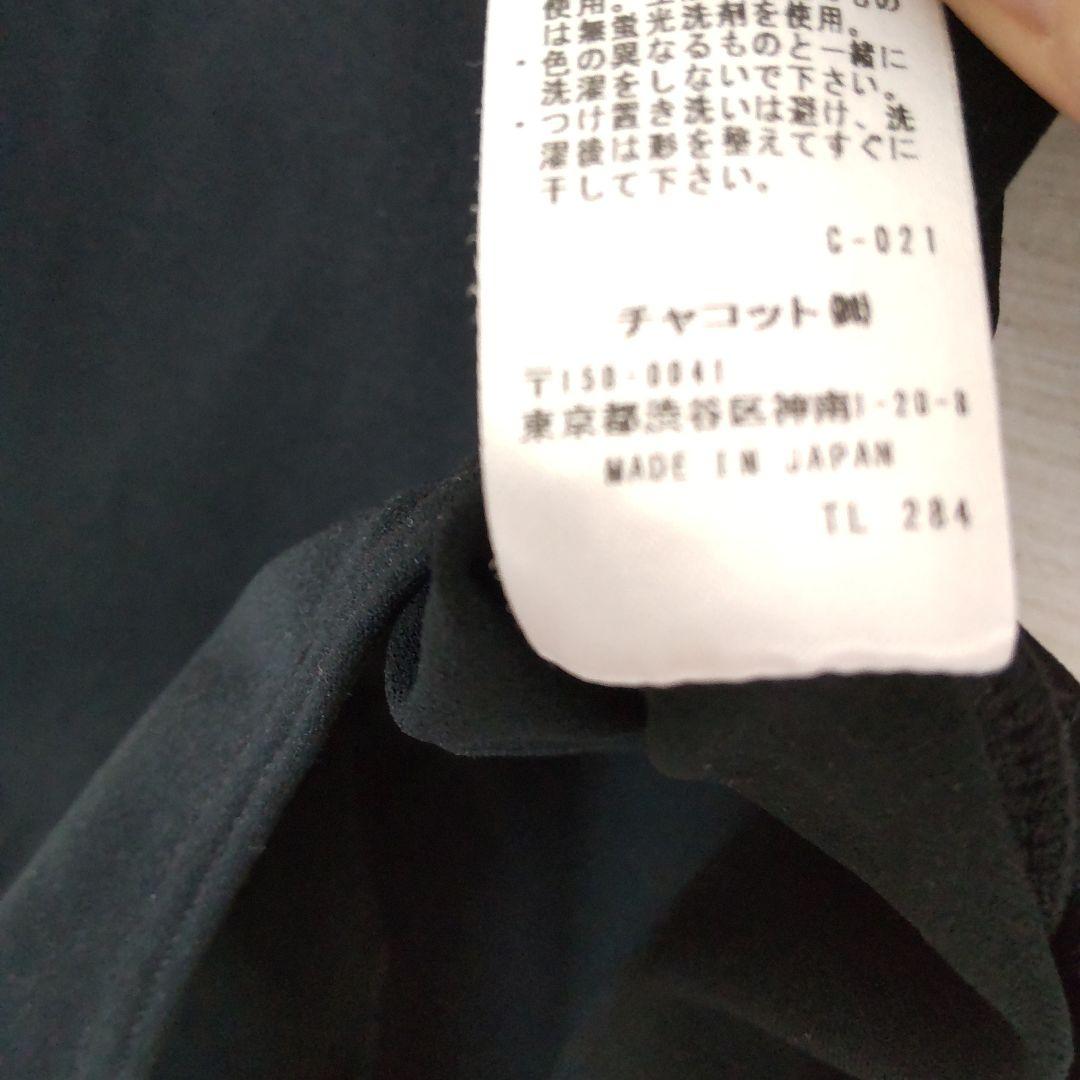 使用。
は無蛍光洗剤を使用。
・色の異なるものと一緒に
洗濯をしないで下さい。
・つけ置き洗いは避け、洗
濯後は形を整えてすぐに
干して下さい。
C-021
チャコット㈱
〒150-0041
東京都渋谷区神南1-20-8
MADE IN JAPAN
TL 284